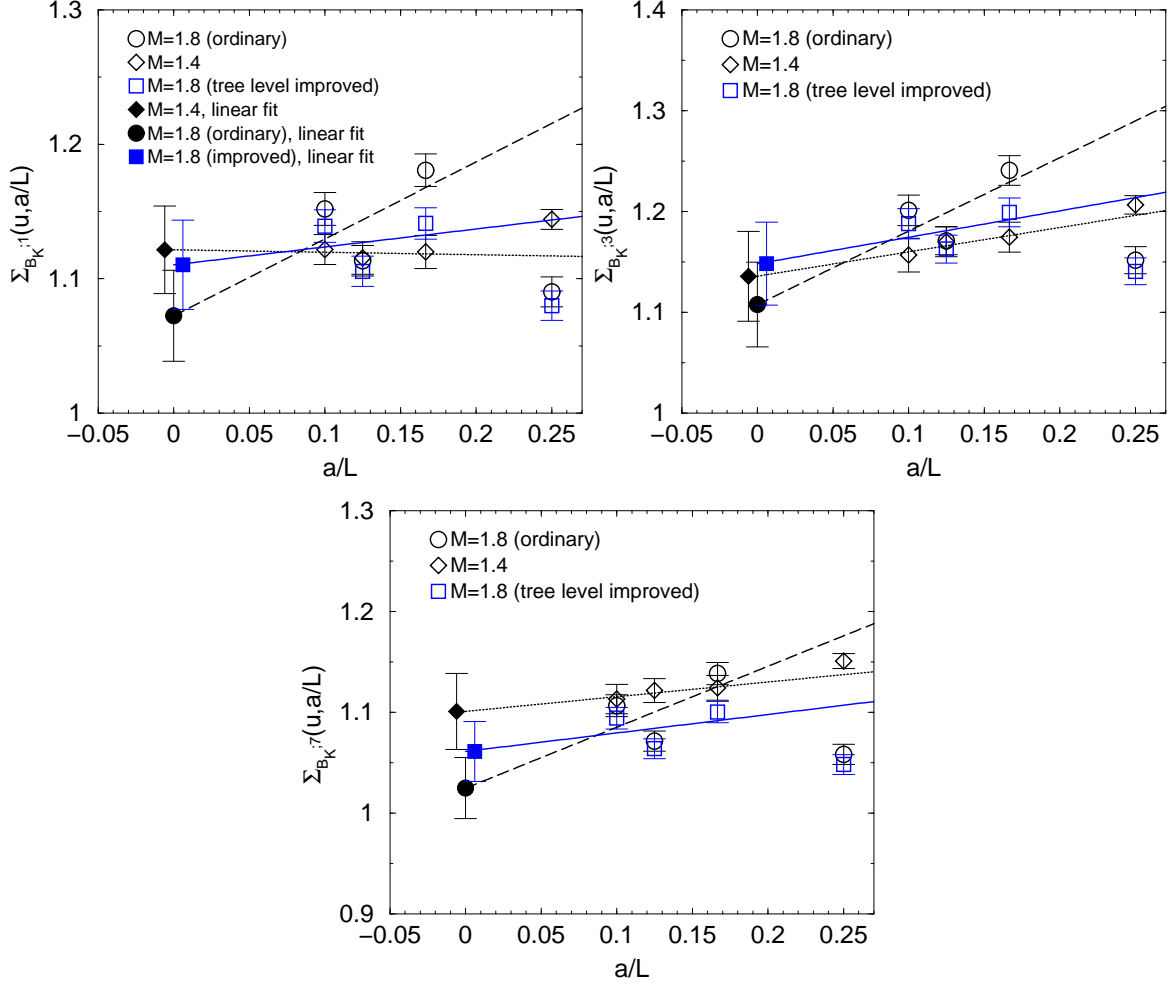 1.3
1.2
1.1
1
−0.05
0
0.05
0.1
0.15
0.2
0.25
a/L
Σ_{B_K;1}(u,a/L)
M=1.8 (ordinary)
M=1.4
M=1.8 (tree level improved)
M=1.4, linear fit
M=1.8 (ordinary), linear fit
M=1.8 (improved), linear fit
1.4
1.3
1.2
1.1
1
−0.05
0
0.05
0.1
0.15
0.2
0.25
a/L
Σ_{B_K;3}(u,a/L)
M=1.8 (ordinary)
M=1.4
M=1.8 (tree level improved)
1.3
1.2
1.1
1
0.9
−0.05
0
0.05
0.1
0.15
0.2
0.25
a/L
Σ_{B_K;7}(u,a/L)
M=1.8 (ordinary)
M=1.4
M=1.8 (tree level improved)